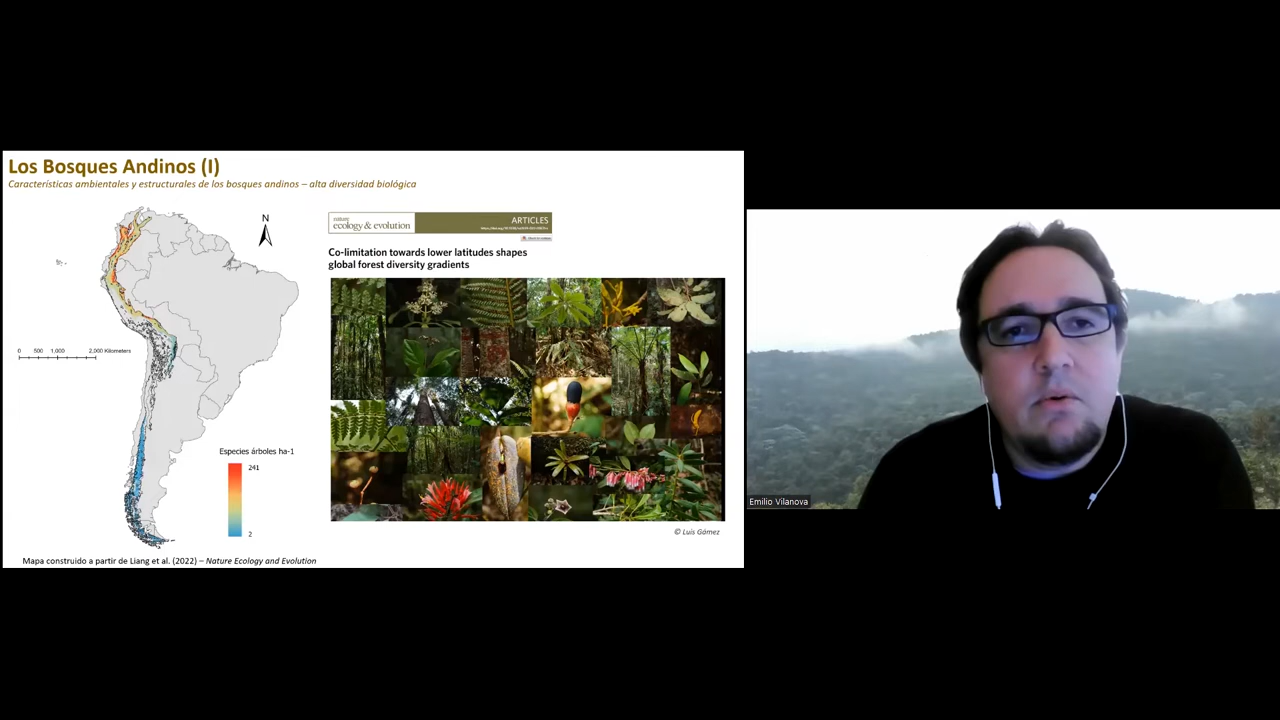 Los Bosques Andinos (I)
Características ambientales y estructurales de los bosques andinos – alta diversidad biológica
N
0 500 1,000 2,000 Kilometers
Especies árboles ha-1
241
2
Mapa construido a partir de Liang et al. (2022) – Nature Ecology and Evolution
nature
ecology & evolution
ARTICLES
Co-limitation towards lower latitudes shapes
global forest diversity gradients
© Luis Gámez
Emilio Vilanova